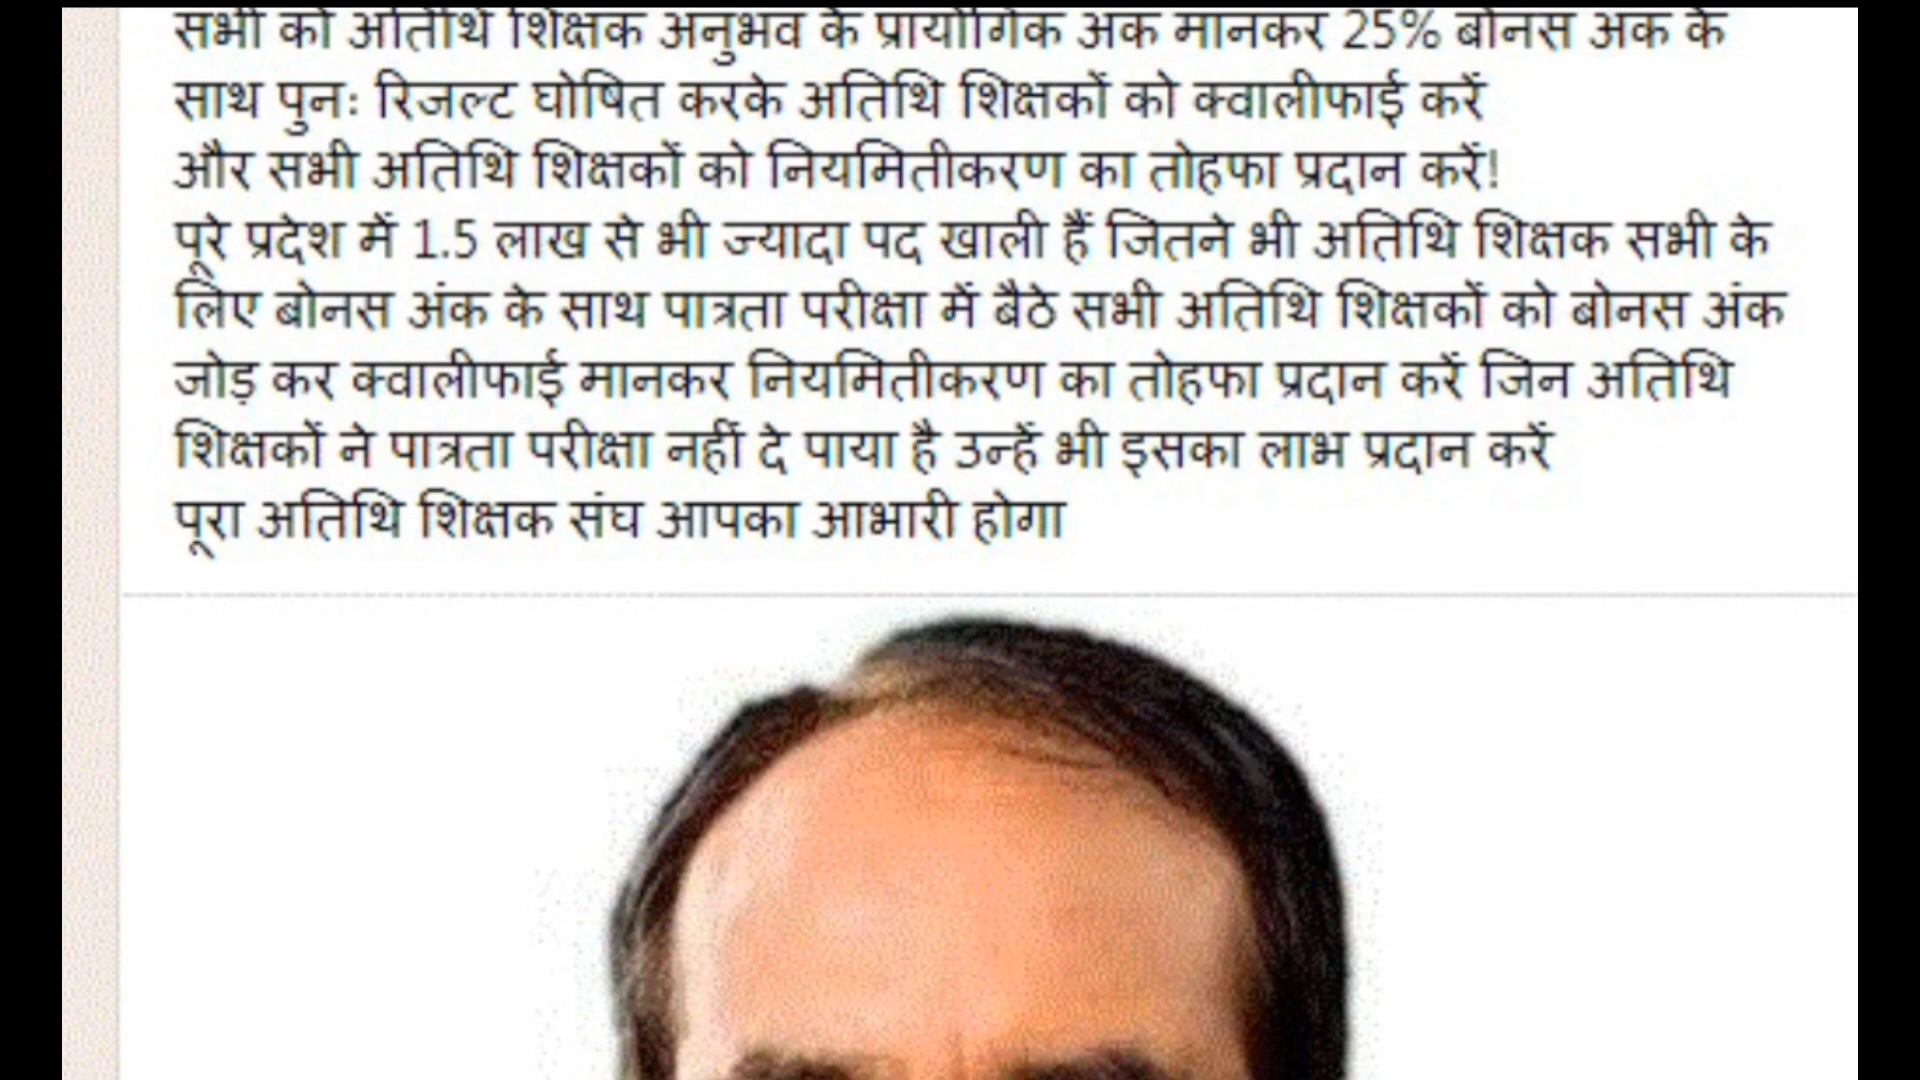 सभी को अतिथि शिक्षक अनुभव के प्रायोगिक अंक मानकर 25% बोनस अंक के
साथ पुनः रिजल्ट घोषित करके अतिथि शिक्षकों को क्वालीफाई करें
और सभी अतिथि शिक्षकों को नियमितीकरण का तोहफा प्रदान करें!
पूरे प्रदेश में 1.5 लाख से भी ज्यादा पद खाली हैं जितने भी अतिथि शिक्षक सभी के
लिए बोनस अंक के साथ पात्रता परीक्षा में बैठे सभी अतिथि शिक्षकों को बोनस अंक
जोड़ कर क्वालीफाई मानकर नियमितीकरण का तोहफा प्रदान करें जिन अतिथि
शिक्षकों ने पात्रता परीक्षा नहीं दे पाया है उन्हें भी इसका लाभ प्रदान करें
पूरा अतिथि शिक्षक संघ आपका आभारी होगा